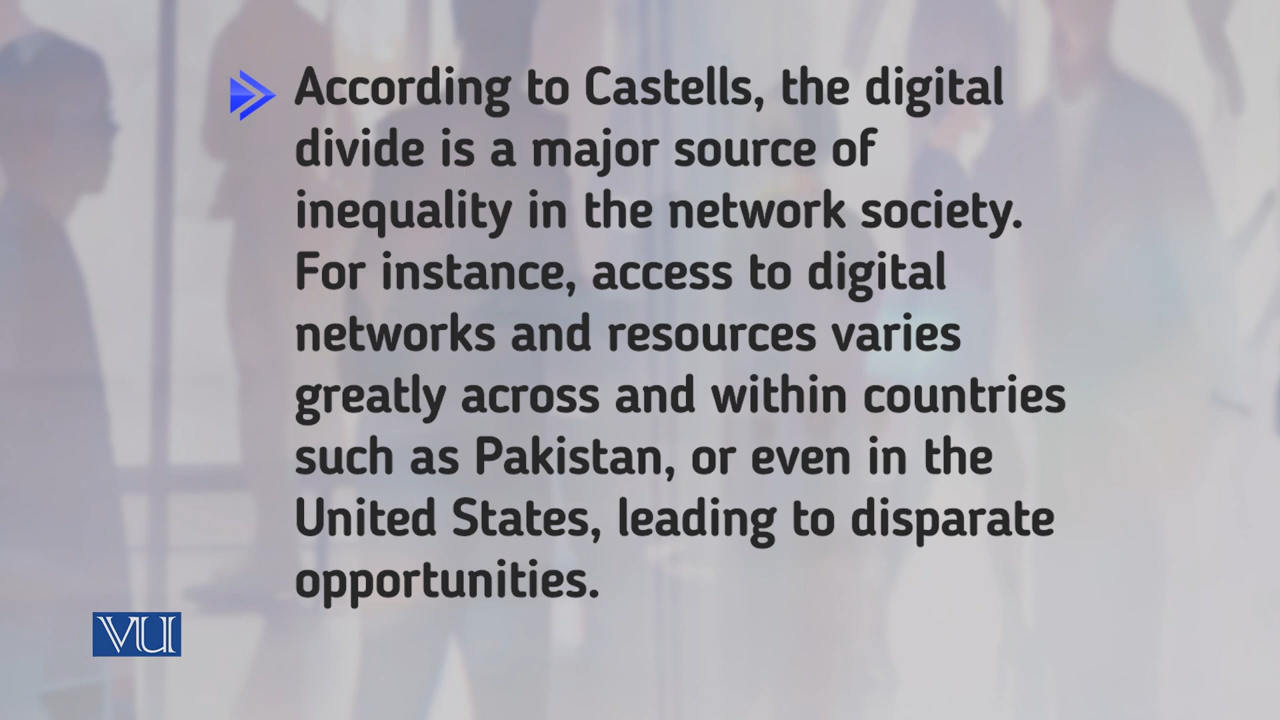 According to Castells, the digital
divide is a major source of
inequality in the network society.
For instance, access to digital
networks and resources varies
greatly across and within countries
such as Pakistan, or even in the
United States, leading to disparate
opportunities.
VU